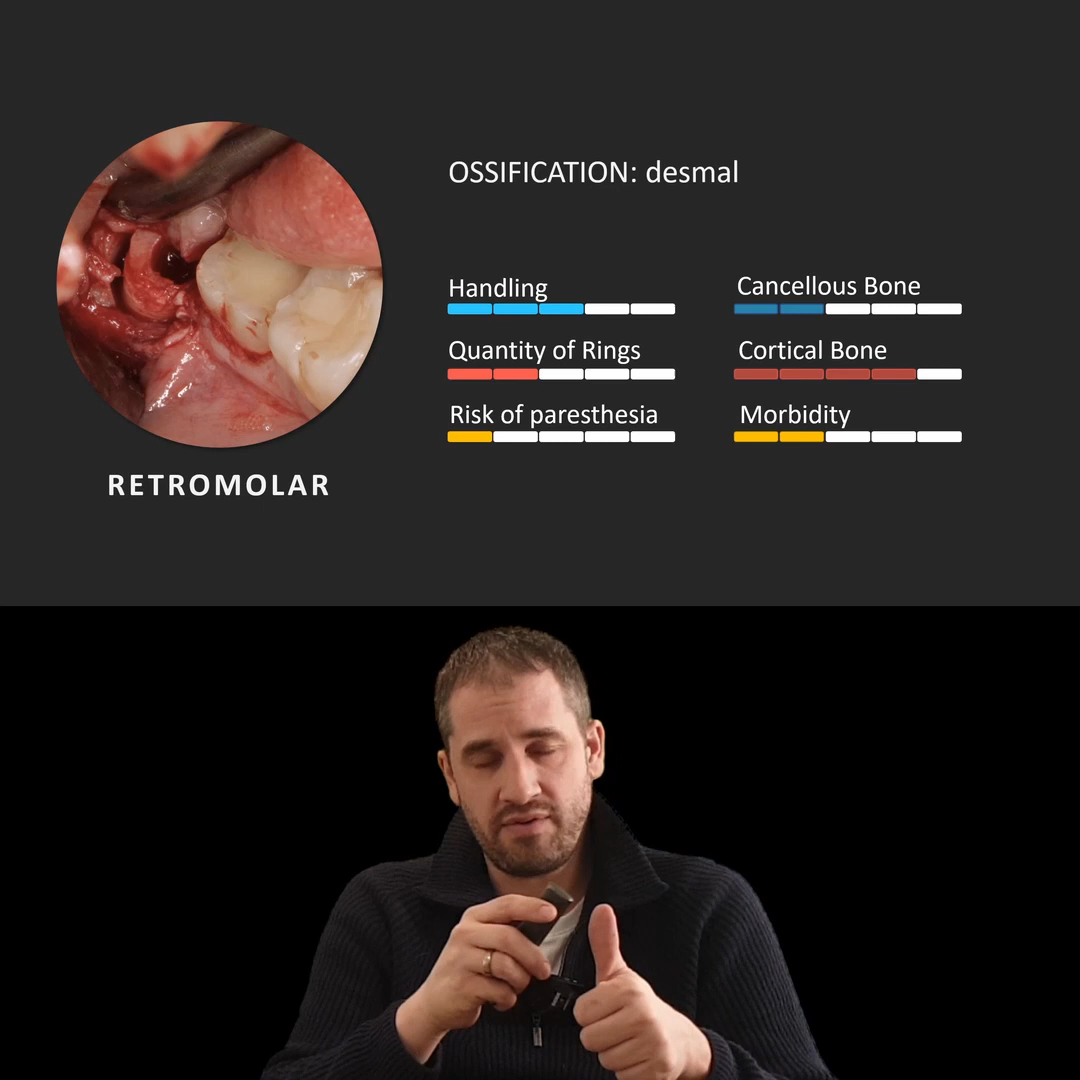 OSSIFICATION: desmal
Handling
Cancellous Bone
Quantity of Rings
Cortical Bone
Risk of paresthesia
Morbidity
RETROMOLAR